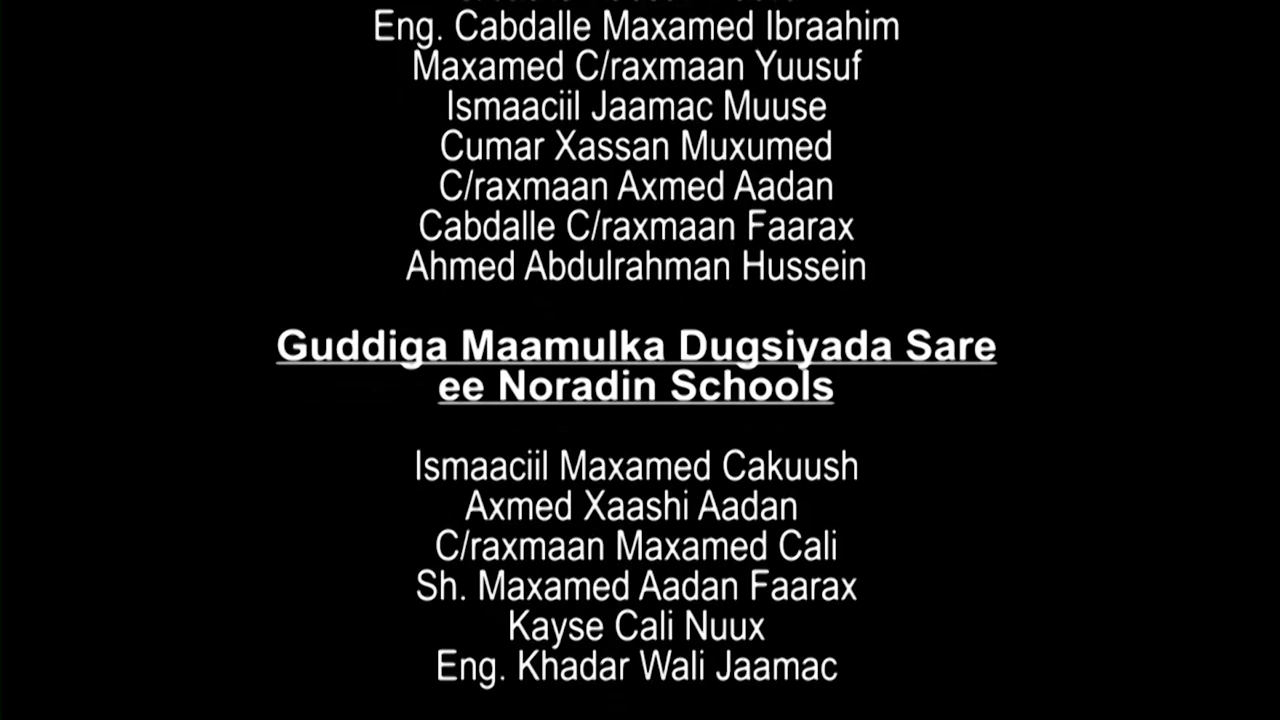 Eng. Cabdalle Maxamed Ibraahim
Maxamed C/raxmaan Yuusuf
Ismaaciil Jaamac Muuse
Cumar Xassan Muxumed
C/raxmaan Axmed Aadan
Cabdalle C/raxmaan Faarax
Ahmed Abdulrahman Hussein
Guddiga Maamulka Dugsiyada Sare
ee Noradin Schools
Ismaaciil Maxamed Cakuush
Axmed Xaashi Aadan
C/raxmaan Maxamed Cali
Sh. Maxamed Aadan Faarax
Kayse Cali Nuux
Eng. Khadar Wali Jaamac